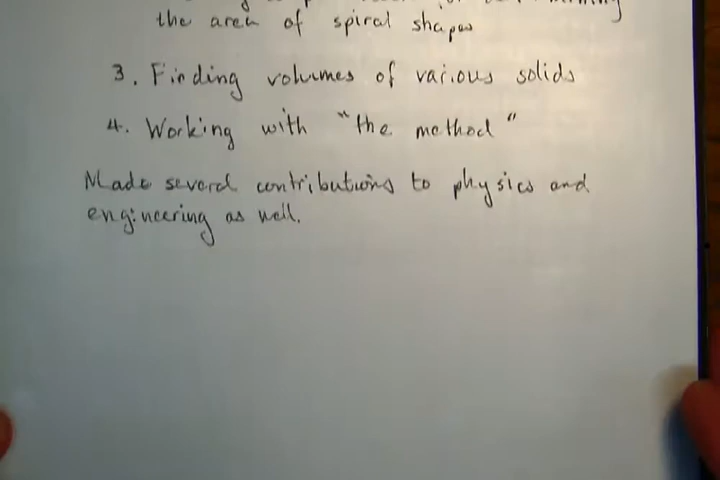 the area of spiral shapes
3. Finding volumes of various solids
4. Working with "the method"
Made several contributions to physics and
engineering as well.